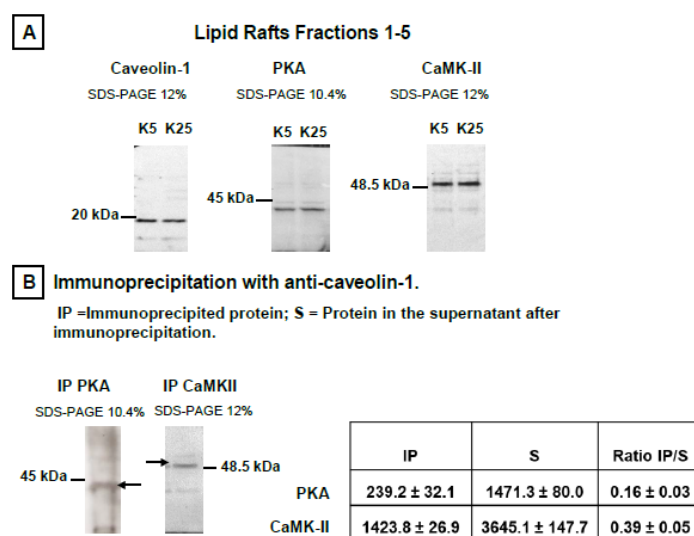 A Lipid Rafts Fractions 1-5
Caveolin-1 PKA CaMK-II
SDS-PAGE 12% SDS-PAGE 10.4% SDS-PAGE 12%
K5 K25 K5 K25 K5 K25
20 kDa 45 kDa 48.5 kDa
B Immunoprecipitation with anti-caveolin-1.
IP =Immunoprecipited protein; S = Protein in the supernatant after
immunoprecipitation.
IP PKA IP CaMKII
SDS-PAGE 10.4% SDS-PAGE 12%
45 kDa 48.5 kDa
IP S Ratio IP/S
PKA 239.2 ± 32.1 1471.3 ± 80.0 0.16 ± 0.03
CaMK-II 1423.8 ± 26.9 3645.1 ± 147.7 0.39 ± 0.05